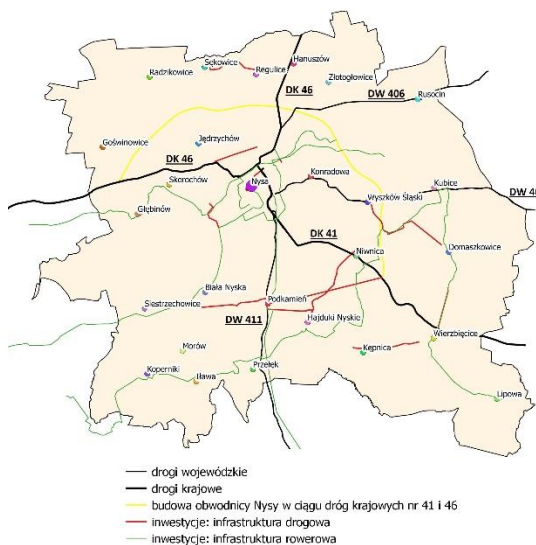 Sękowice
Hanuszów
Radzikowice
Regulice
Złotogłowice
DK 46
DW 406
Rusocin
Goświnowice
Jędrzychów
DK 46
Nysa
Skorochów
Konradowa
Kubice
Wyszków Śląski
DW 40
Głębinów
DK 41
Niwnica
Domaszkowice
Biała Nyska
Siestrzechowice
Podkamień
DW 411
Hajduki Nyskie
Wierzbięcice
Morów
Kępnica
Koperniki
Iława
Przełęk
Lipowa
drogi wojewódzkie
drogi krajowe
budowa obwodnicy Nysy w ciągu dróg krajowych nr 41 i 46
inwestycje: infrastruktura drogowa
inwestycje: infrastruktura rowerowa